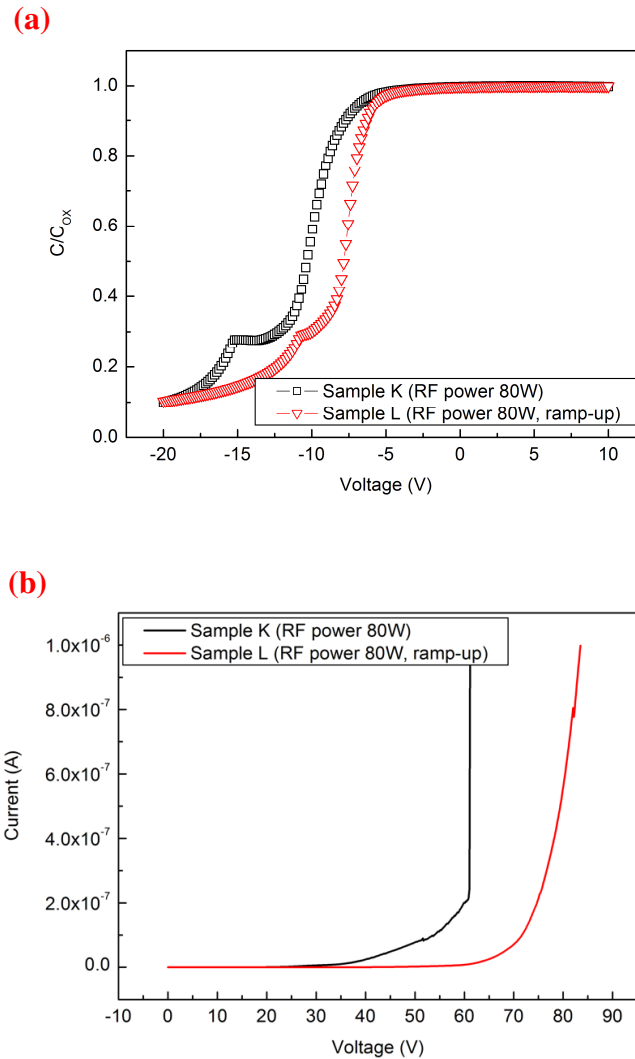 (a)
1.0
0.8
0.6
0.4
0.2
0.0
C/C_OX
-20 -15 -10 -5 0 5 10
Voltage (V)
Sample K (RF power 80W)
Sample L (RF power 80W, ramp-up)
(b)
Sample K (RF power 80W)
Sample L (RF power 80W, ramp-up)
1.0x10^-6
8.0x10^-7
6.0x10^-7
4.0x10^-7
2.0x10^-7
0.0
Current (A)
-10 0 10 20 30 40 50 60 70 80 90
Voltage (V)